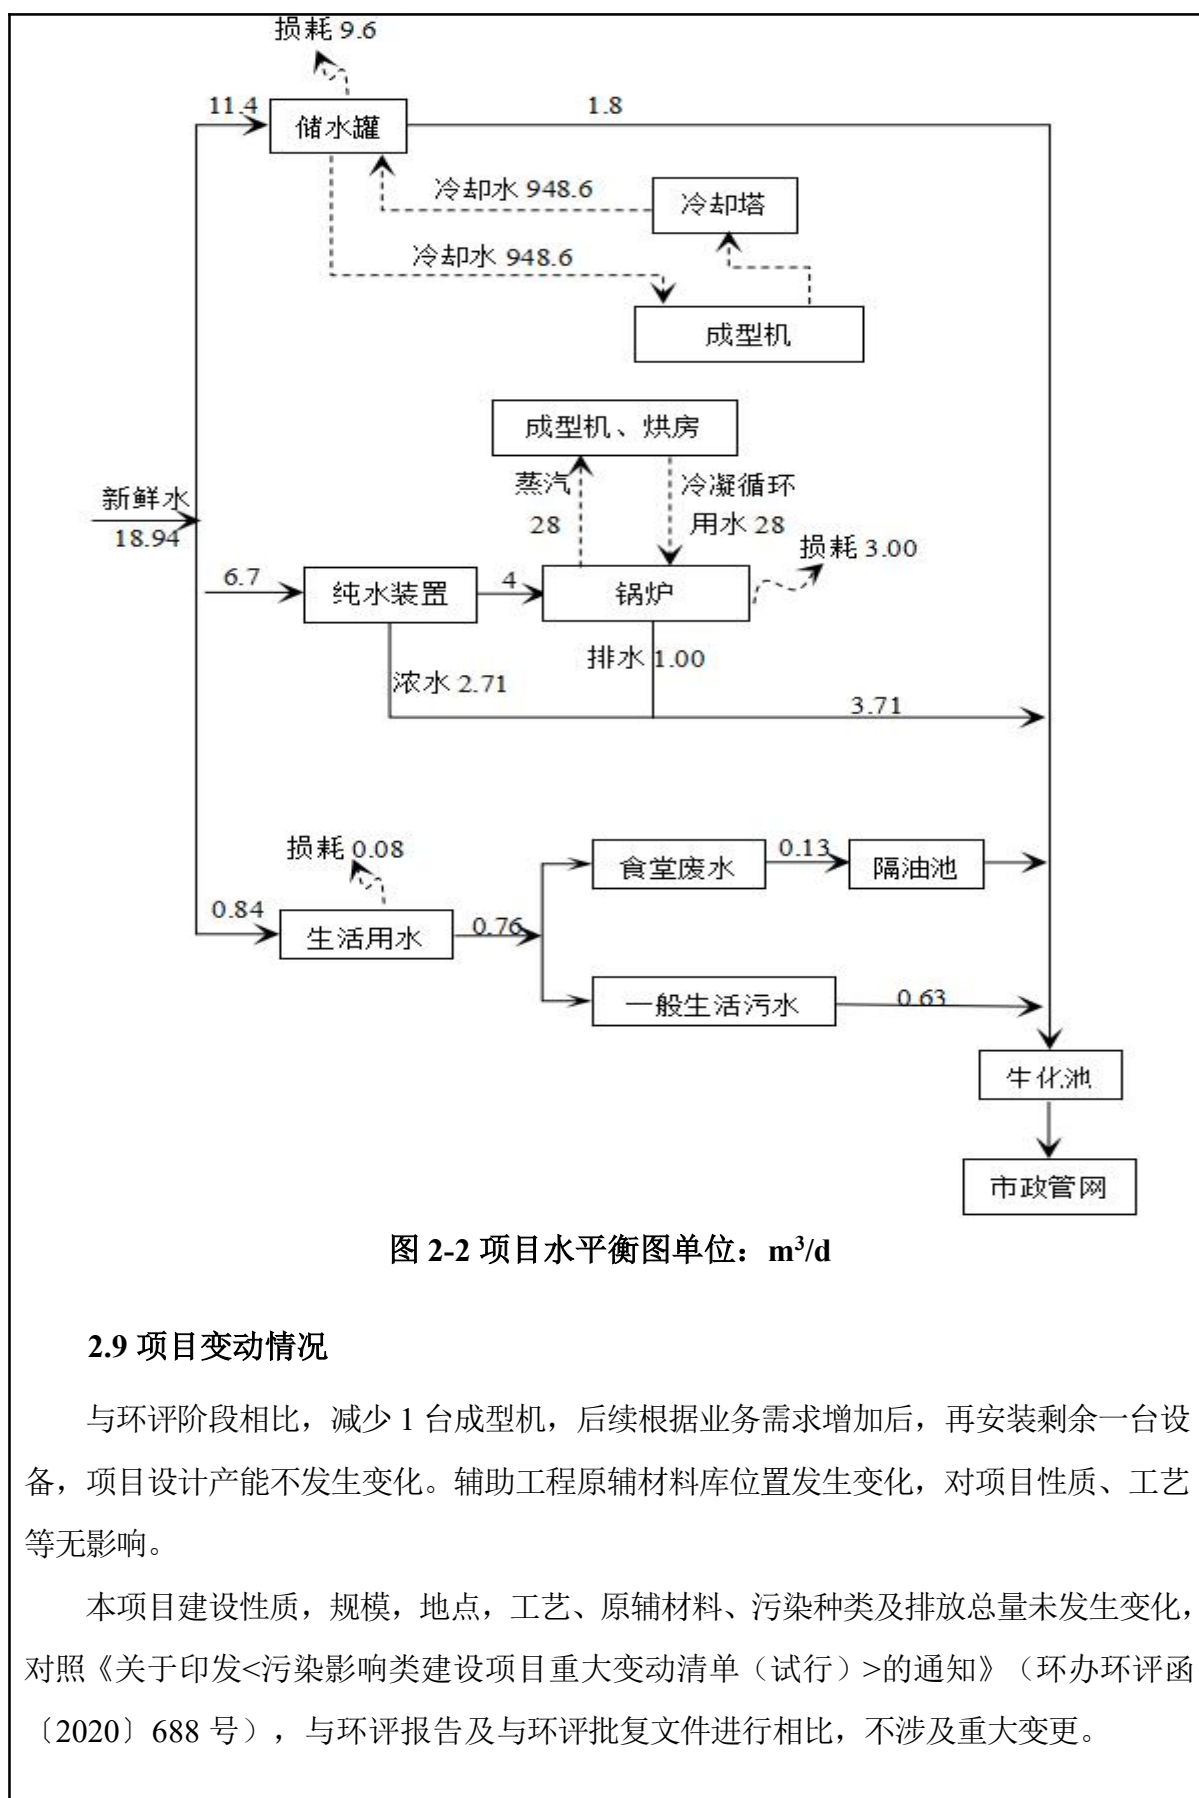 损耗 9.6
11.4
储水罐
1.8
冷却水 948.6
冷却塔
冷却水 948.6
成型机
成型机、烘房
蒸汽
28
冷凝循环
用水 28
新鲜水
18.94
损耗 3.00
6.7
纯水装置
4
锅炉
排水 1.00
浓水 2.71
3.71
损耗 0.08
食堂废水
0.13
隔油池
0.84
生活用水
0.76
一般生活污水
0.63
生化池
市政管网
图 2-2 项目水平衡图单位：m³/d
2.9 项目变动情况
与环评阶段相比，减少 1 台成型机，后续根据业务需求增加后，再安装剩余一台设
备，项目设计产能不发生变化。辅助工程原辅材料库位置发生变化，对项目性质、工艺
等无影响。
本项目建设性质，规模，地点，工艺、原辅材料、污染种类及排放总量未发生变化，
对照《关于印发<污染影响类建设项目重大变动清单（试行）>的通知》（环办环评函
〔2020〕688 号），与环评报告及与环评批复文件进行相比，不涉及重大变更。